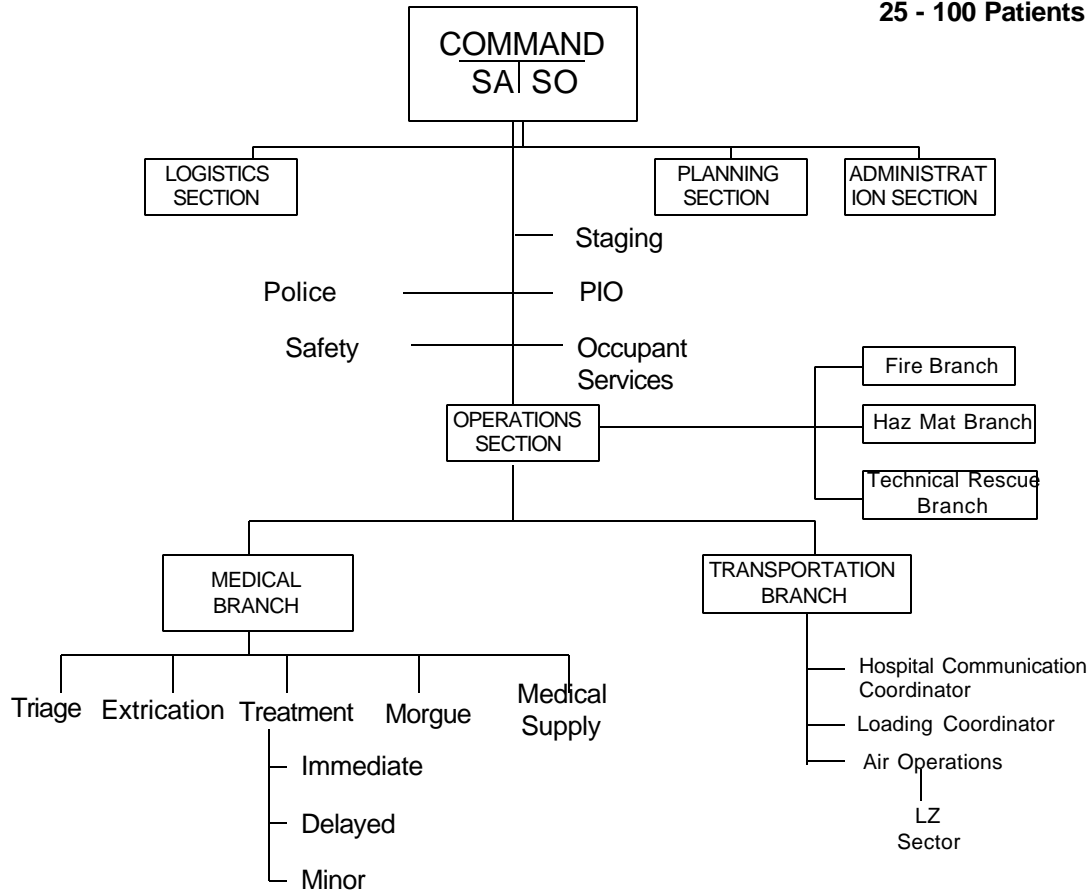 25 - 100 Patients
COMMAND
SA SO
LOGISTICS
SECTION
PLANNING
SECTION
ADMINISTRAT
ION SECTION
Staging
Police
PIO
Safety
Occupant
Services
Fire Branch
OPERATIONS
SECTION
Haz Mat Branch
Technical Rescue
Branch
MEDICAL
BRANCH
TRANSPORTATION
BRANCH
Triage
Extrication
Treatment
Morgue
Medical
Supply
Immediate
Delayed
Minor
Hospital Communication
Coordinator
Loading Coordinator
Air Operations
LZ
Sector